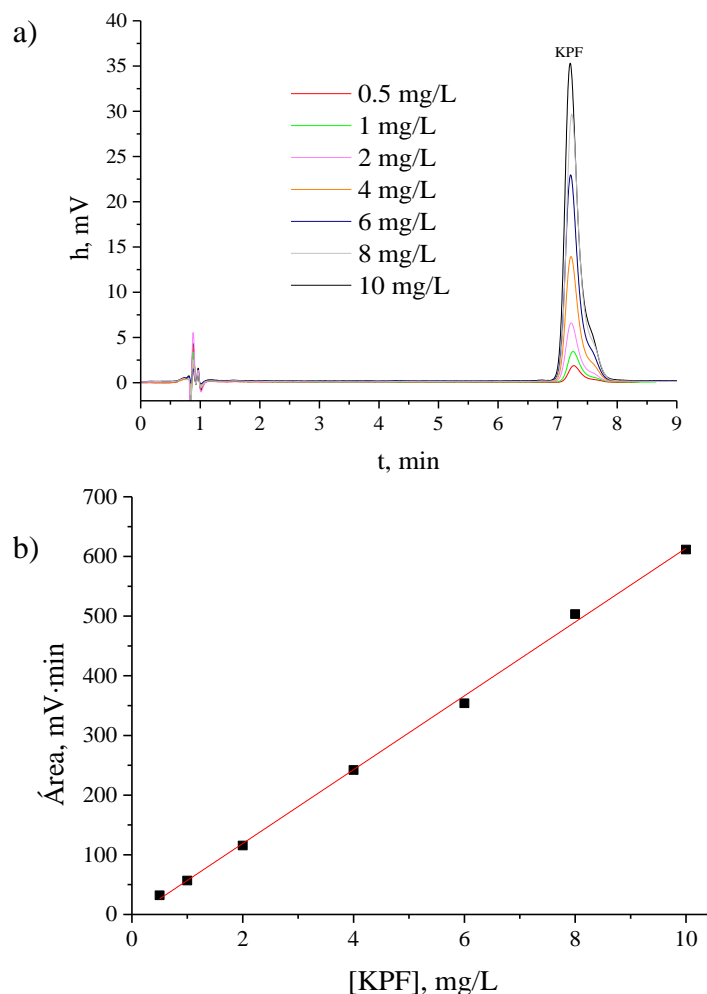 a)
40
35
30
25
20
15
10
5
0
h, mV
KPF
0.5 mg/L
1 mg/L
2 mg/L
4 mg/L
6 mg/L
8 mg/L
10 mg/L
0 1 2 3 4 5 6 7 8 9
t, min
b)
700
600
500
400
300
200
100
0
Área, mV·min
0 2 4 6 8 10
[KPF], mg/L